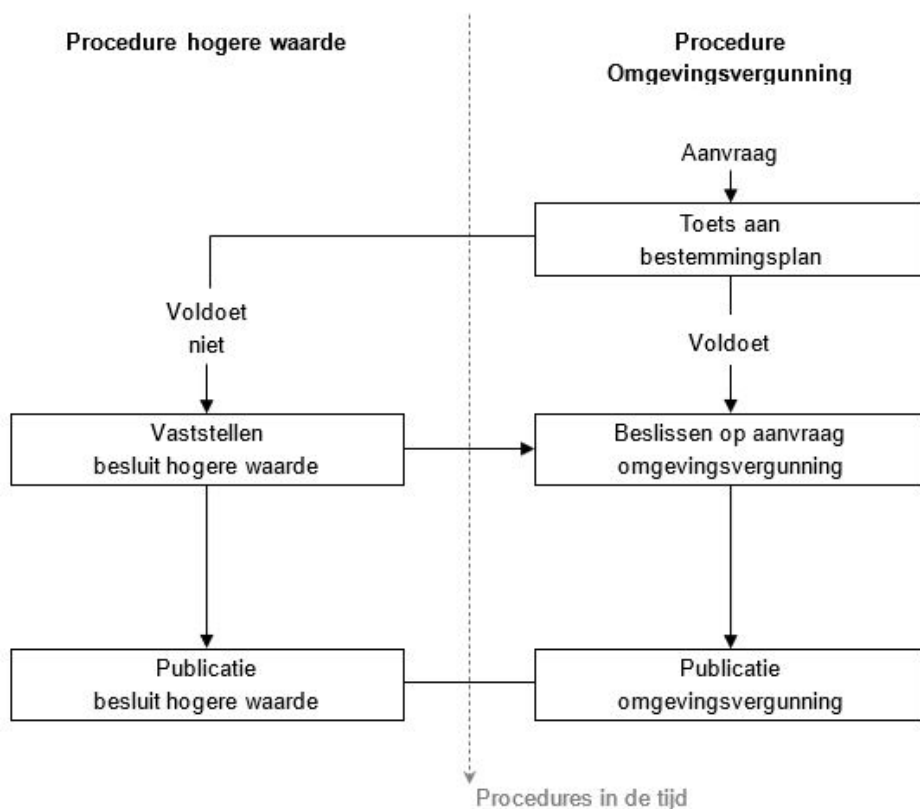 Procedure hogere waarde
Procedure
Omgevingsvergunning
Aanvraag
Toets aan
bestemmingsplan
Voldoet
niet
Voldoet
Vaststellen
besluit hogere waarde
Beslissen op aanvraag
omgevingsvergunning
Publicatie
besluit hogere waarde
Publicatie
omgevingsvergunning
Procedures in de tijd